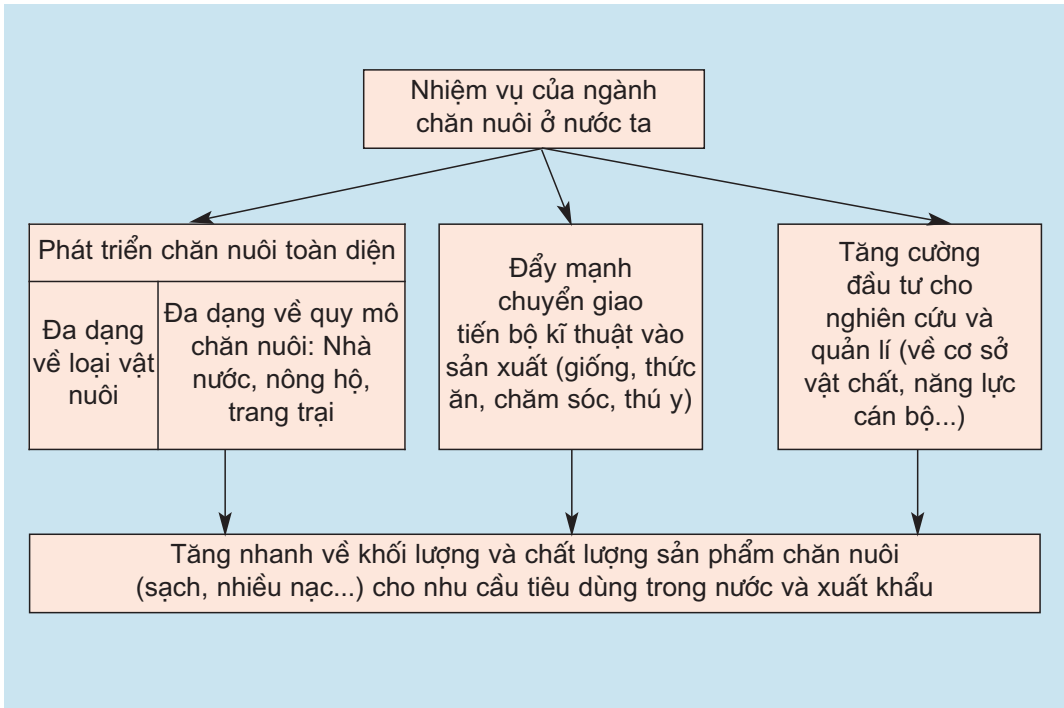 Nhiệm vụ của ngành
chăn nuôi ở nước ta
Phát triển chăn nuôi toàn diện
Đa dạng
về loại vật
nuôi
Đa dạng về quy mô
chăn nuôi: Nhà
nước, nông hộ,
trang trại
Đẩy mạnh
chuyển giao
tiến bộ kĩ thuật vào
sản xuất (giống, thức
ăn, chăm sóc, thú y)
Tăng cường
đầu tư cho
nghiên cứu và
quản lí (về cơ sở
vật chất, năng lực
cán bộ...)
Tăng nhanh về khối lượng và chất lượng sản phẩm chăn nuôi
(sạch, nhiều nạc...) cho nhu cầu tiêu dùng trong nước và xuất khẩu